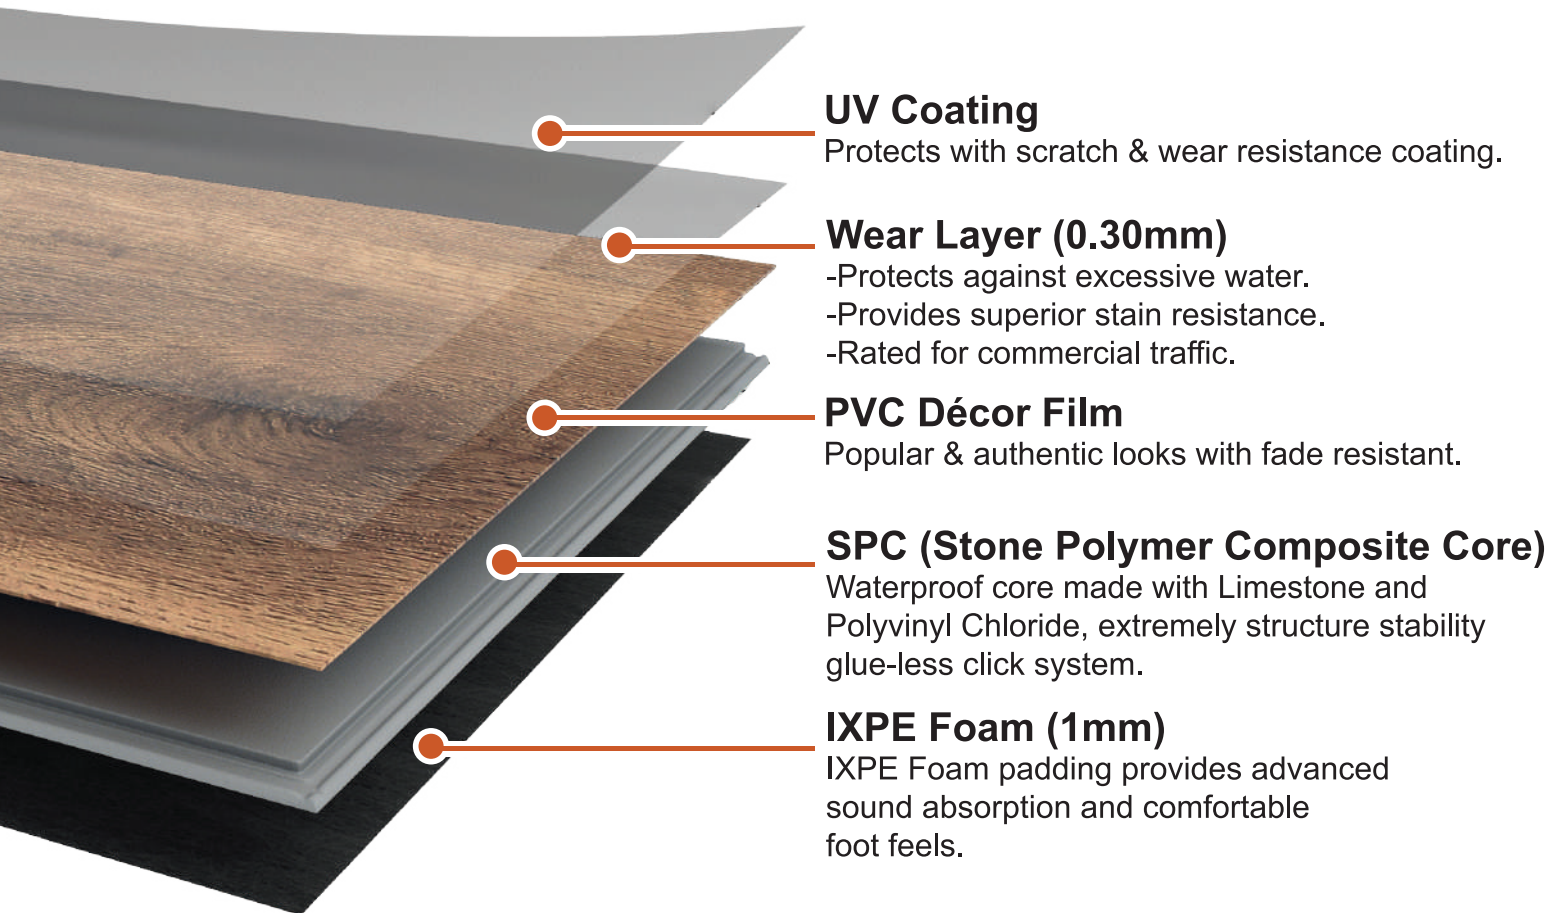 UV Coating
Protects with scratch & wear resistance coating.
Wear Layer (0.30mm)
-Protects against excessive water.
-Provides superior stain resistance.
-Rated for commercial traffic.
PVC Décor Film
Popular & authentic looks with fade resistant.
SPC (Stone Polymer Composite Core)
Waterproof core made with Limestone and
Polyvinyl Chloride, extremely structure stability
glue-less click system.
IXPE Foam (1mm)
IXPE Foam padding provides advanced
sound absorption and comfortable
foot feels.